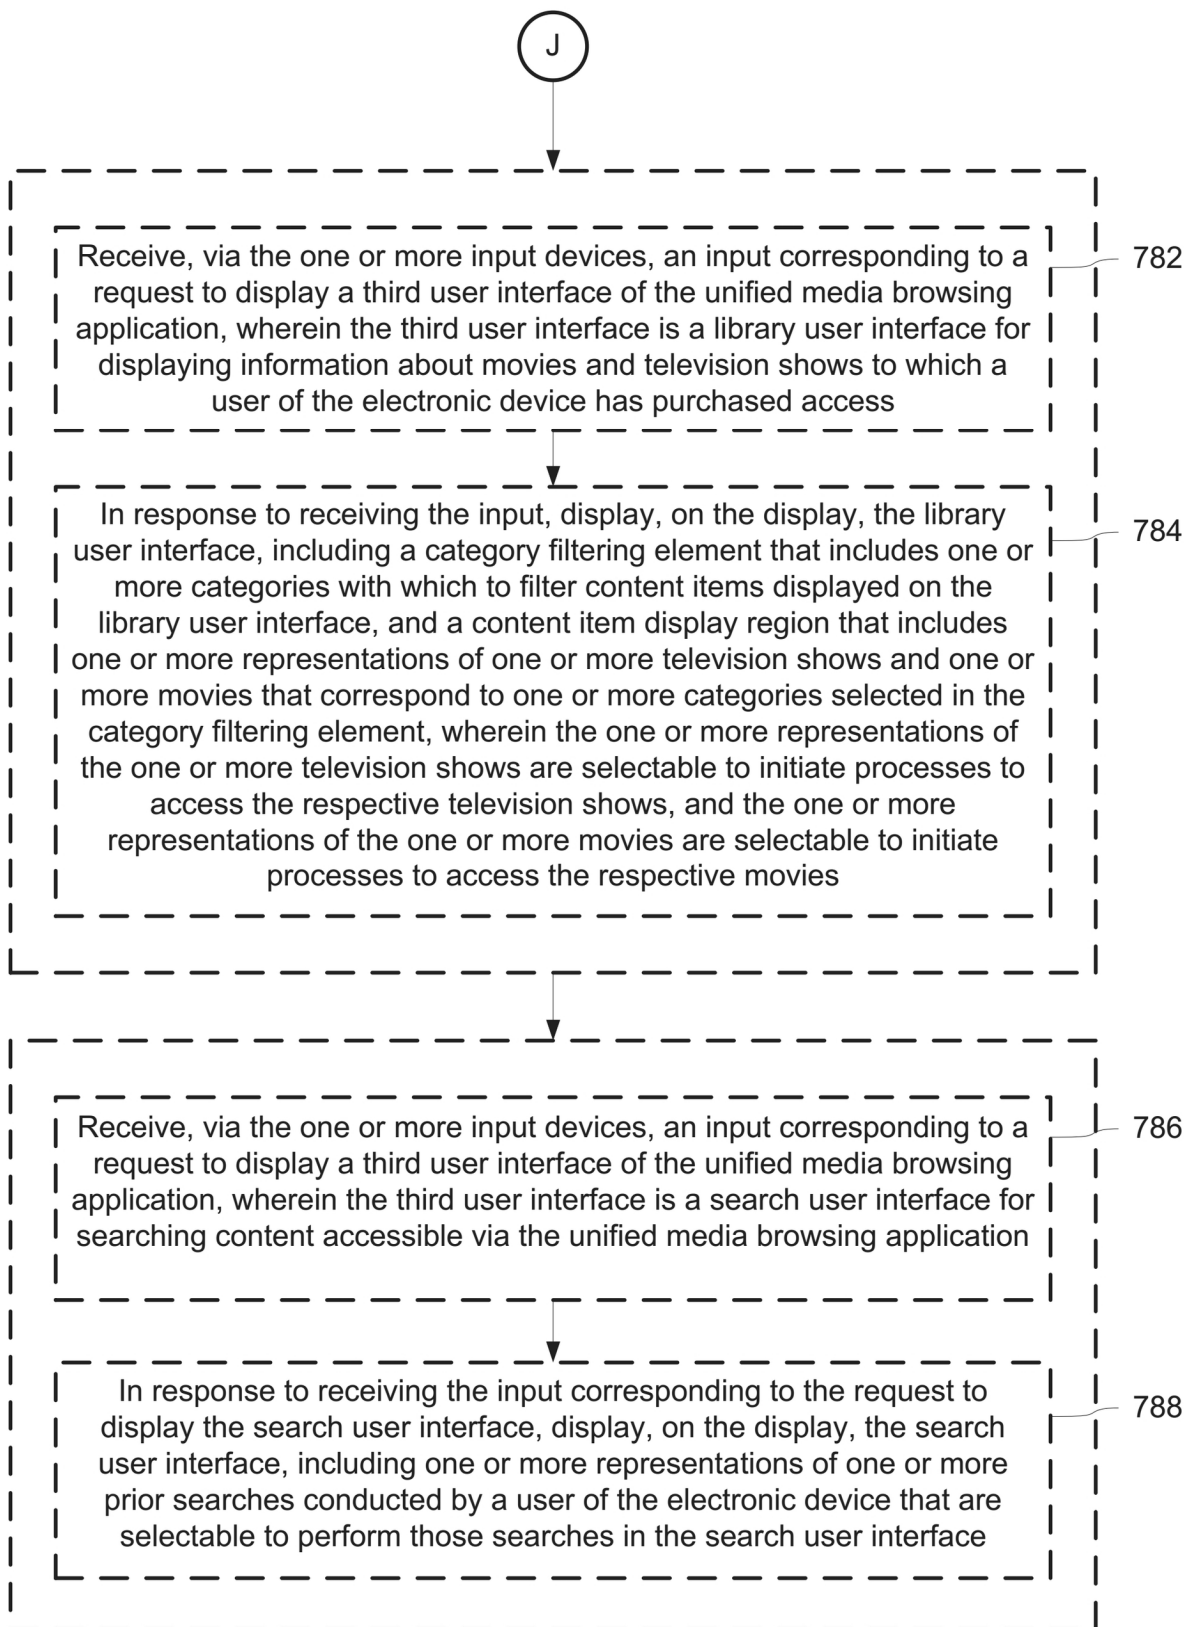 J
Receive, via the one or more input devices, an input corresponding to a
request to display a third user interface of the unified media browsing
application, wherein the third user interface is a library user interface for
displaying information about movies and television shows to which a
user of the electronic device has purchased access
782
In response to receiving the input, display, on the display, the library
user interface, including a category filtering element that includes one or
more categories with which to filter content items displayed on the
library user interface, and a content item display region that includes
one or more representations of one or more television shows and one or
more movies that correspond to one or more categories selected in the
category filtering element, wherein the one or more representations of
the one or more television shows are selectable to initiate processes to
access the respective television shows, and the one or more
representations of the one or more movies are selectable to initiate
processes to access the respective movies
784
Receive, via the one or more input devices, an input corresponding to a
request to display a third user interface of the unified media browsing
application, wherein the third user interface is a search user interface for
searching content accessible via the unified media browsing application
786
In response to receiving the input corresponding to the request to
display the search user interface, display, on the display, the search
user interface, including one or more representations of one or more
prior searches conducted by a user of the electronic device that are
selectable to perform those searches in the search user interface
788